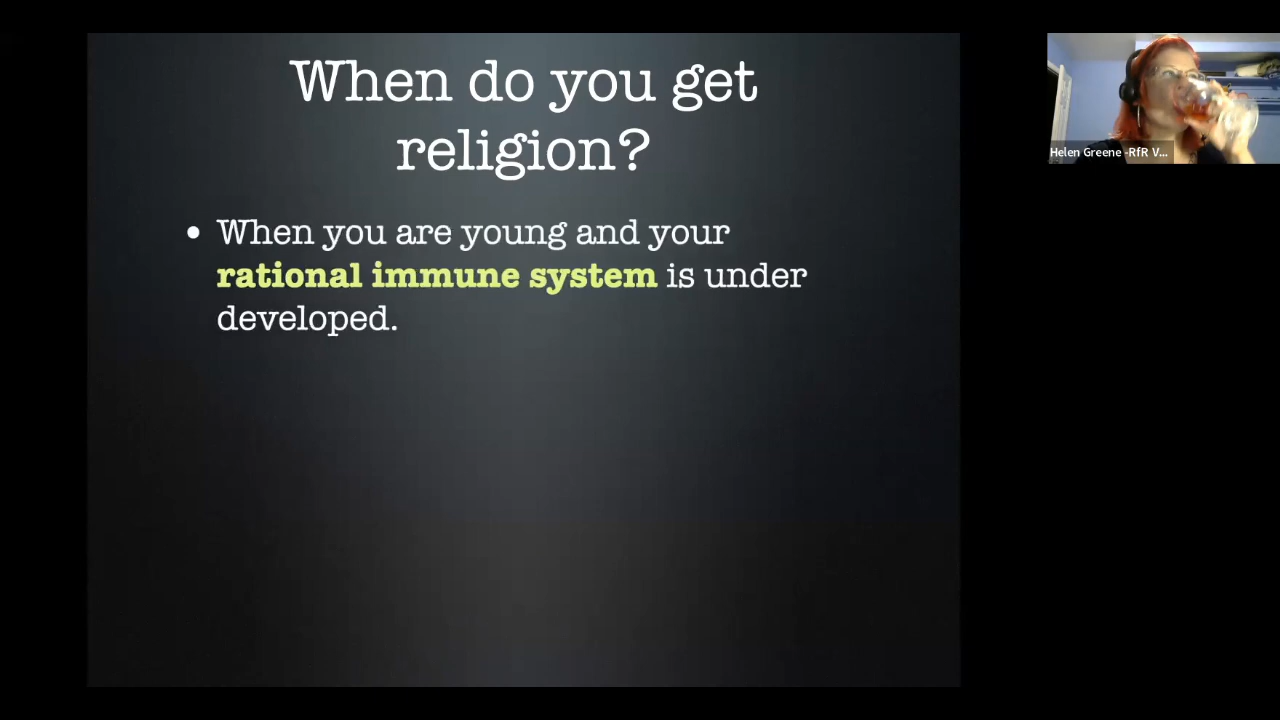 When do you get
religion?
• When you are young and your
rational immune system is under
developed.
Helen Greene -RfR V...